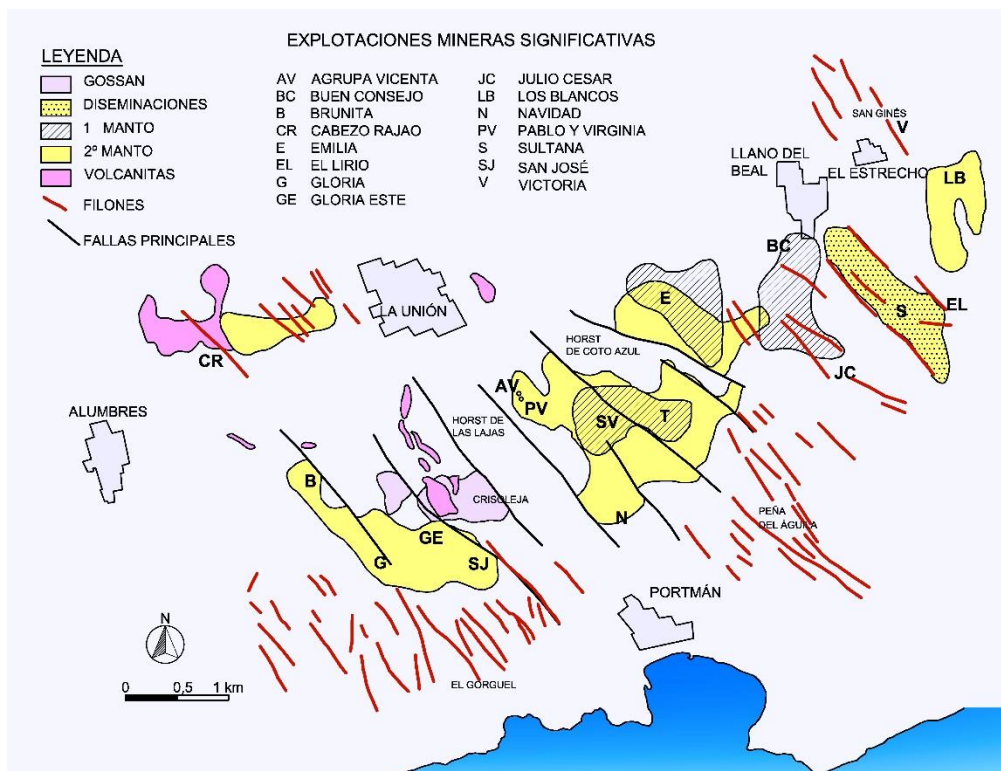 EXPLOTACIONES MINERAS SIGNIFICATIVAS
LEYENDA
GOSSAN
DISEMINACIONES
1 MANTO
2º MANTO
VOLCANITAS
FILONES
FALLAS PRINCIPALES
AV AGRUPA VICENTA
BC BUEN CONSEJO
B BRUNITA
CR CABEZO RAJAO
E EMILIA
EL EL LIRIO
G GLORIA
GE GLORIA ESTE
JC JULIO CESAR
LB LOS BLANCOS
N NAVIDAD
PV PABLO Y VIRGINIA
S SULTANA
SJ SAN JOSÉ
V VICTORIA
SAN GINÉS
V
LLANO DEL
BEAL
EL ESTRECHO
LB
BC
E
LA UNIÓN
S
EL
CR
HORST
DE COTO AZUL
JC
AV
PV
ALUMBRES
HORST DE
LAS LAJAS
SV
T
B
CRISOLEJA
N
PEÑA
DEL ÁGUILA
GE
G
SJ
PORTMÁN
N
EL GORGUEL
0 0,5 1 km